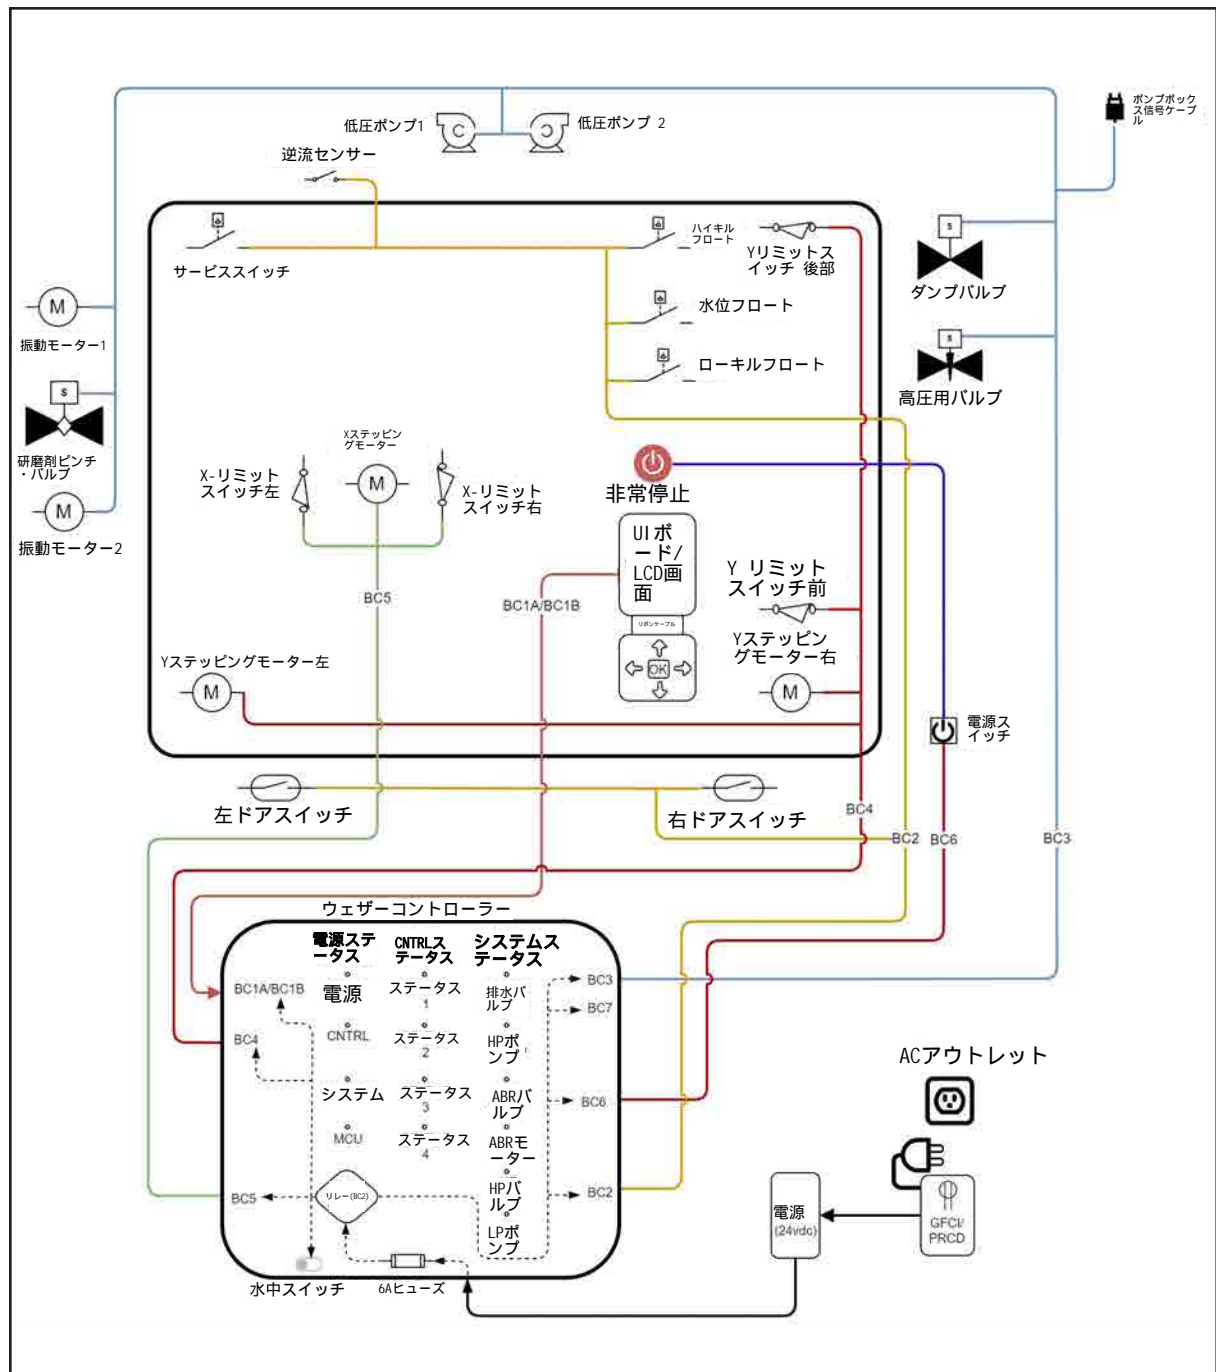 ポンプボック
ス信号ケーブ
ル
低圧ポンプ1
C
C
低圧ポンプ 2
逆流センサー
サービススイッチ
ハイキル
フロート
Yリミットス
イッチ 後部
S
ダンプバルブ
M
振動モーター1
水位フロート
ローキルフロート
S
高圧用バルブ
S
研磨剤ピンチ
・バルブ
M
振動モーター2
Xステッピン
グモーター
M
X-リミット
スイッチ左
X-リミット
スイッチ右
非常停止
UIボ
ード/
LCD画
面
リボンケーブル
OK
BC5
BC1A/BC1B
Y リミット
スイッチ前
Yステッピン
グモーター右
M
Yステッピングモーター左
M
電源ス
イッチ
左ドアスイッチ
右ドアスイッチ
BC4
BC2
BC6
BC3
ウェザーコントローラー
電源ステ
ータス
CNTRLス
テータス
システムス
テータス
BC1A/BC1B
電源
ステータス
1
排水バ
ルブ
BC3
BC7
BC4
CNTRL
ステータス
2
HPポ
ンプ
システム
ステータス
3
ABRバ
ルブ
BC6
MCU
ステータス
4
ABRモ
ーター
BC5
リレー(BC2)
HPバ
ルブ
BC2
LPポ
ンプ
水中スイッチ
6Aヒューズ
ACアウトレット
電源
(24vdc)
GFCI/
PRCD